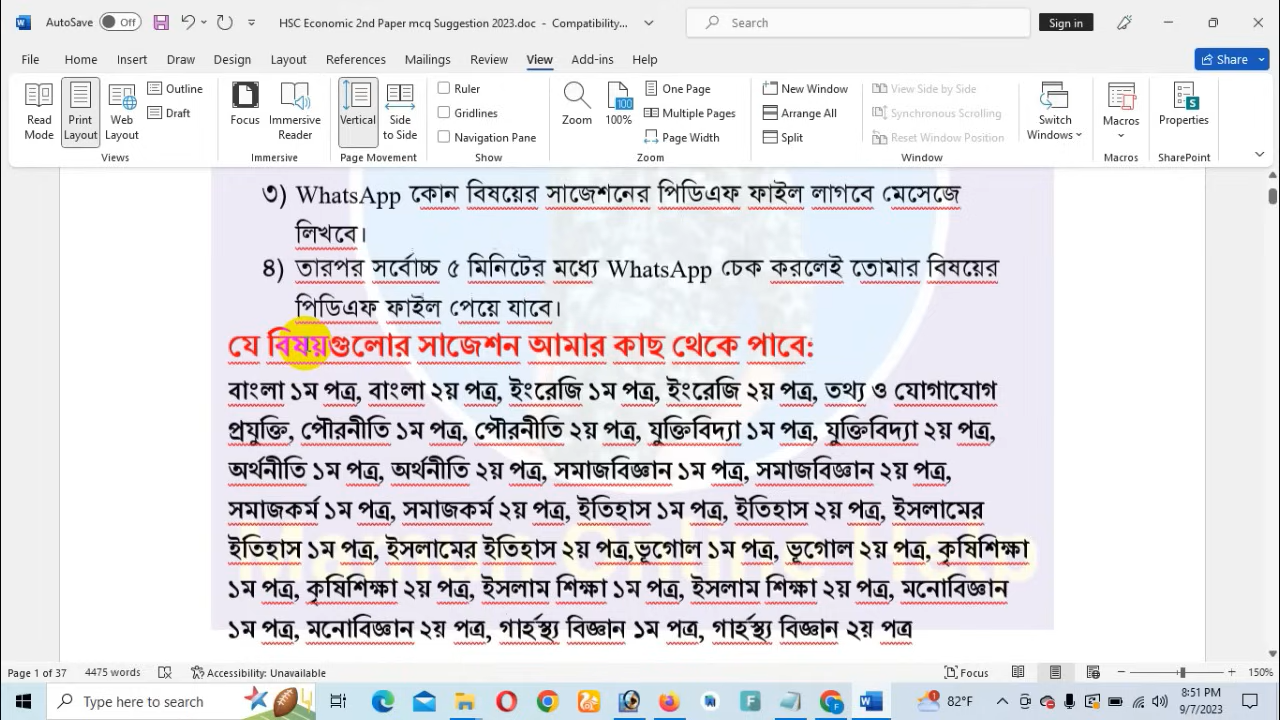 AutoSave Off HSC Economic 2nd Paper mcq Suggestion 2023.doc - Compatibility... Search Sign in
File Home Insert Draw Design Layout References Mailings Review View Add-ins Help Share
Read Mode Print Layout Web Layout Outline Draft Focus Immersive Reader Vertical Side to Side Ruler Gridlines Navigation Pane Zoom 100% One Page Multiple Pages Page Width New Window Arrange All Split View Side by Side Synchronous Scrolling Reset Window Position Switch Windows Macros Properties
Views Immersive Page Movement Show Zoom Window Macros SharePoint
৩) WhatsApp কোন বিষয়ের সাজেশনের পিডিএফ ফাইল লাগবে মেসেজে
লিখবে।
৪) তারপর সর্বোচ্চ ৫ মিনিটের মধ্যে WhatsApp চেক করলেই তোমার বিষয়ের
পিডিএফ ফাইল পেয়ে যাবে।
যে বিষয়গুলোর সাজেশন আমার কাছ থেকে পাবে:
বাংলা ১ম পত্র, বাংলা ২য় পত্র, ইংরেজি ১ম পত্র, ইংরেজি ২য় পত্র, তথ্য ও যোগাযোগ
প্রযুক্তি, পৌরনীতি ১ম পত্র, পৌরনীতি ২য় পত্র, যুক্তিবিদ্যা ১ম পত্র, যুক্তিবিদ্যা ২য় পত্র,
অর্থনীতি ১ম পত্র, অর্থনীতি ২য় পত্র, সমাজবিজ্ঞান ১ম পত্র, সমাজবিজ্ঞান ২য় পত্র,
সমাজকর্ম ১ম পত্র, সমাজকর্ম ২য় পত্র, ইতিহাস ১ম পত্র, ইতিহাস ২য় পত্র, ইসলামের
ইতিহাস ১ম পত্র, ইসলামের ইতিহাস ২য় পত্র,ভূগোল ১ম পত্র, ভূগোল ২য় পত্র, কৃষিশিক্ষা
১ম পত্র, কৃষিশিক্ষা ২য় পত্র, ইসলাম শিক্ষা ১ম পত্র, ইসলাম শিক্ষা ২য় পত্র, মনোবিজ্ঞান
১ম পত্র, মনোবিজ্ঞান ২য় পত্র, গার্হস্থ্য বিজ্ঞান ১ম পত্র, গার্হস্থ্য বিজ্ঞান ২য় পত্র
Page 1 of 37 4475 words Accessibility: Unavailable Focus 150%
Type here to search 82°F 8:51 PM
9/7/2023